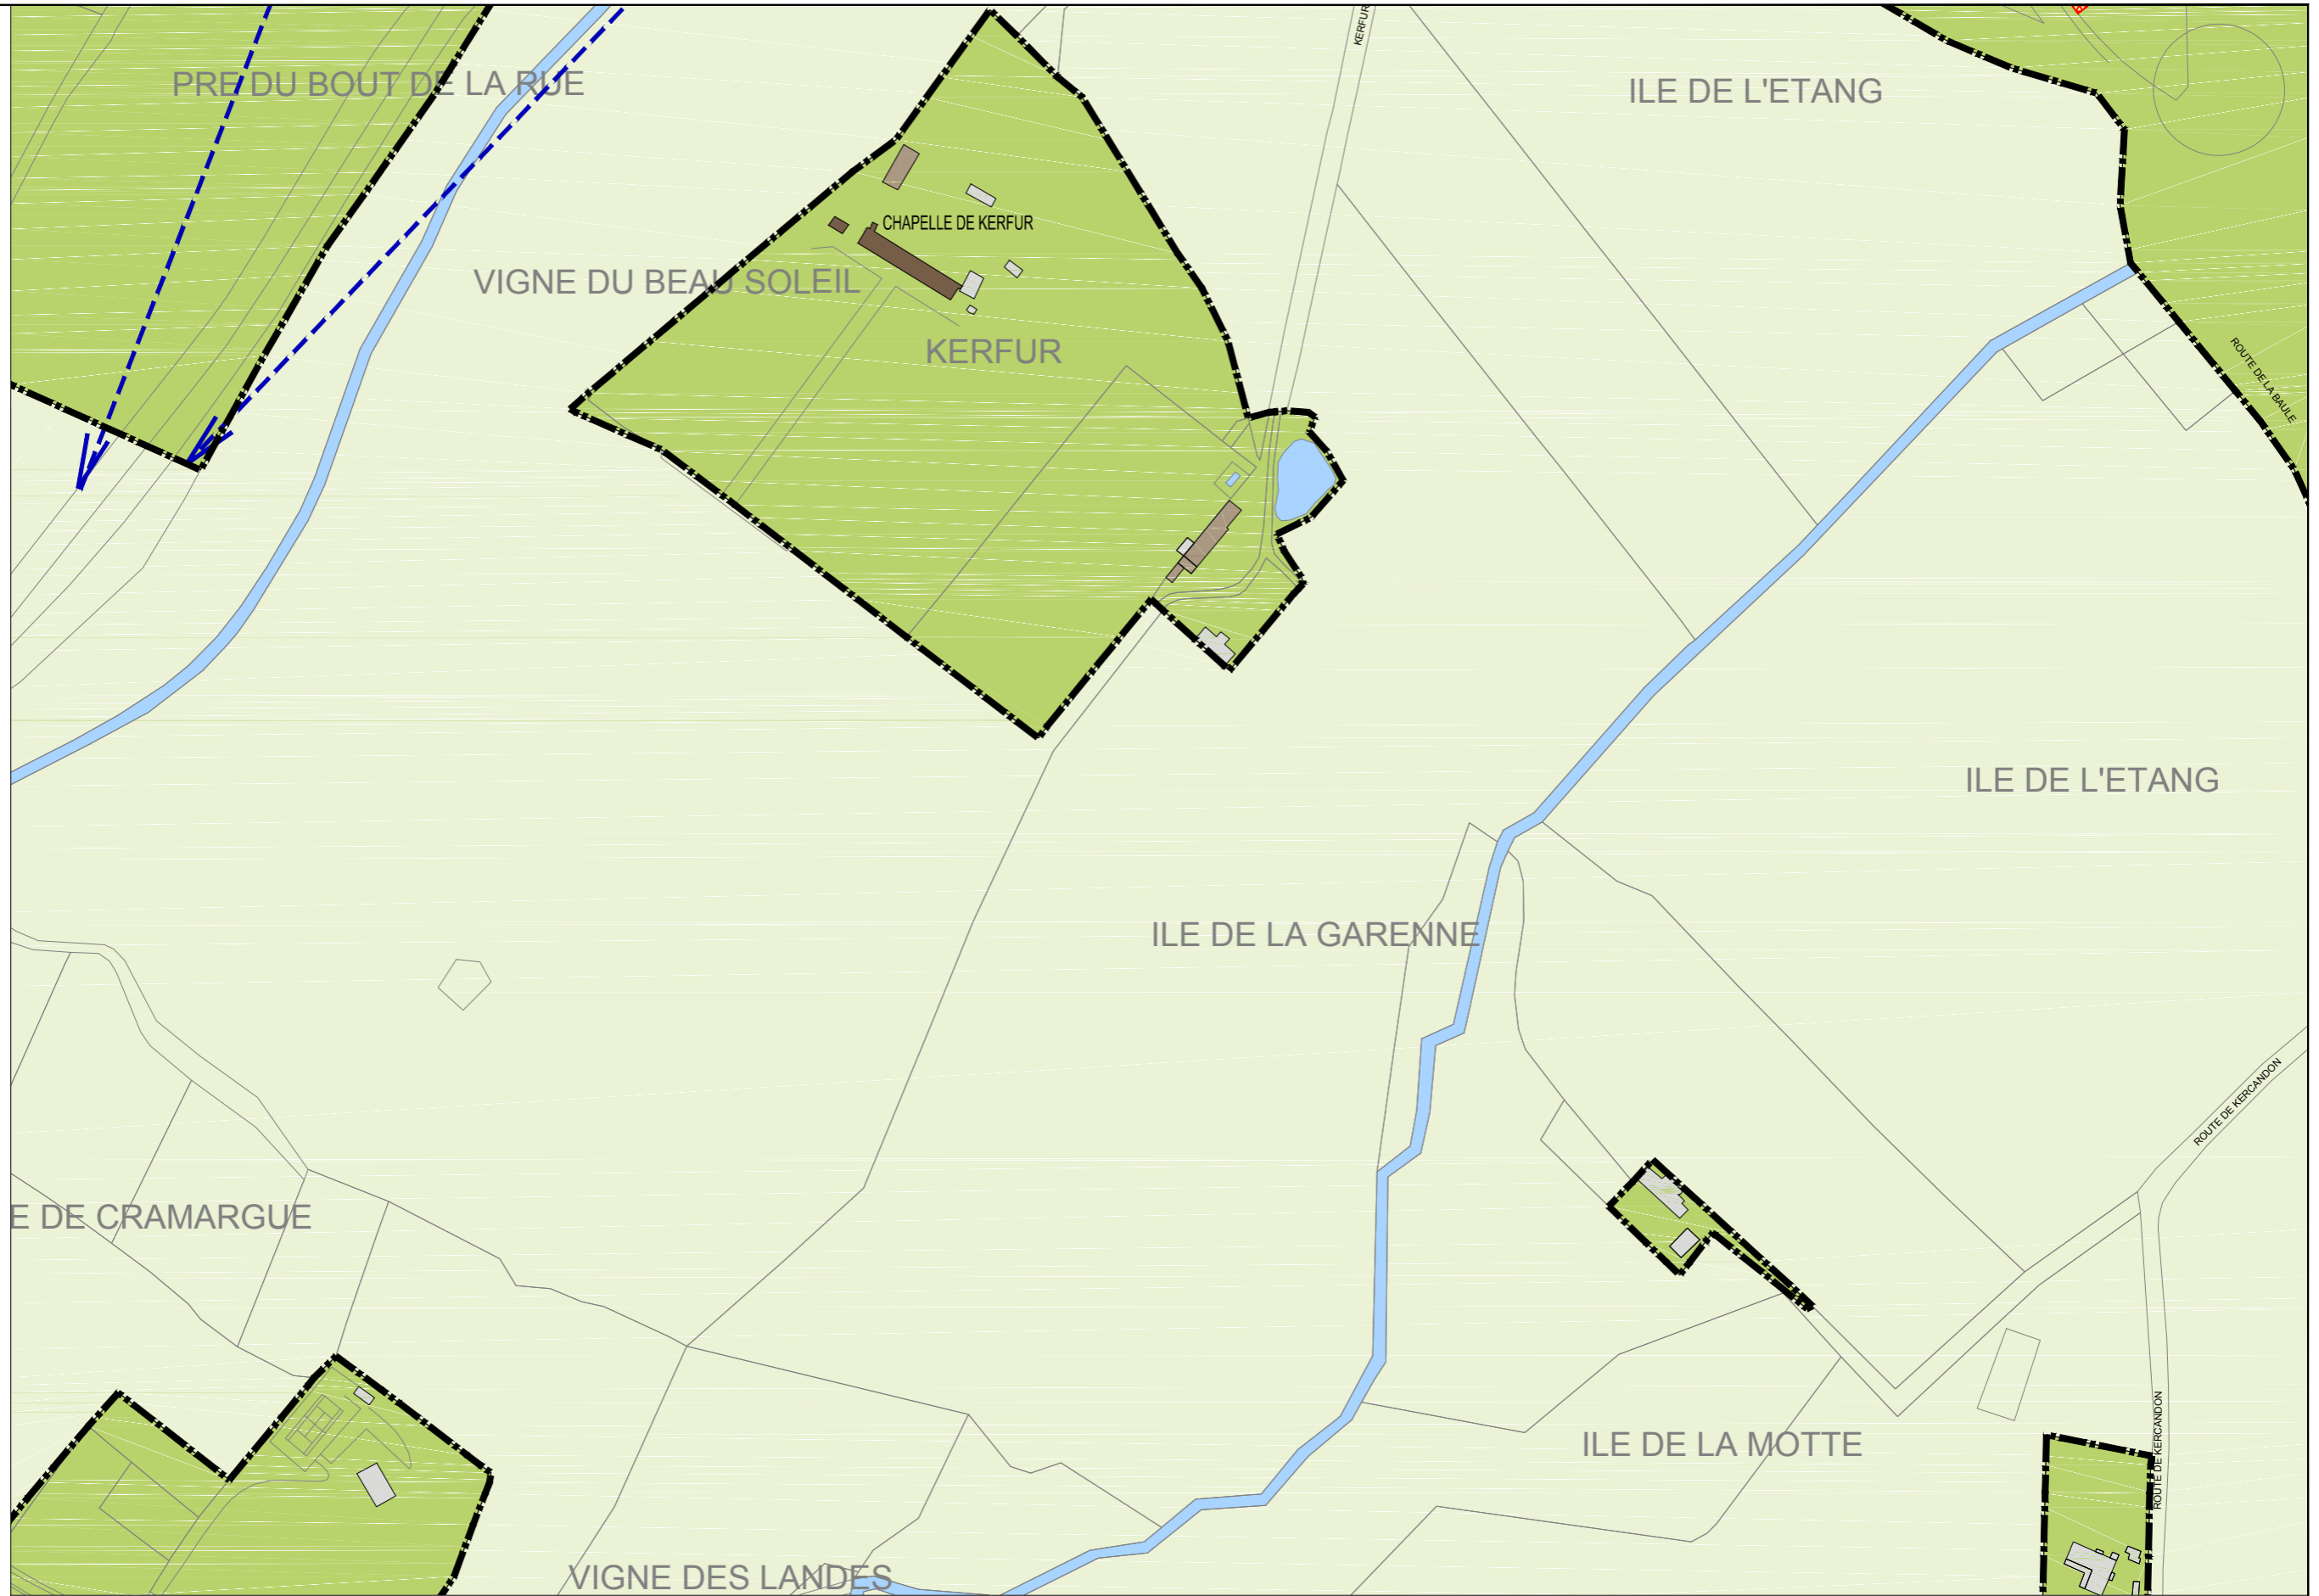 KERFUR
PRE DU BOUT DE LA RUE
ILE DE L'ETANG
CHAPELLE DE KERFUR
VIGNE DU BEAU SOLEIL
KERFUR
ROUTE DE LA BAULE
ILE DE L'ETANG
ILE DE LA GARENNE
ROUTE DE KERCANDON
E DE CRAMARGUE
ILE DE LA MOTTE
ROUTE DE KERCANDON
VIGNE DES LANDES